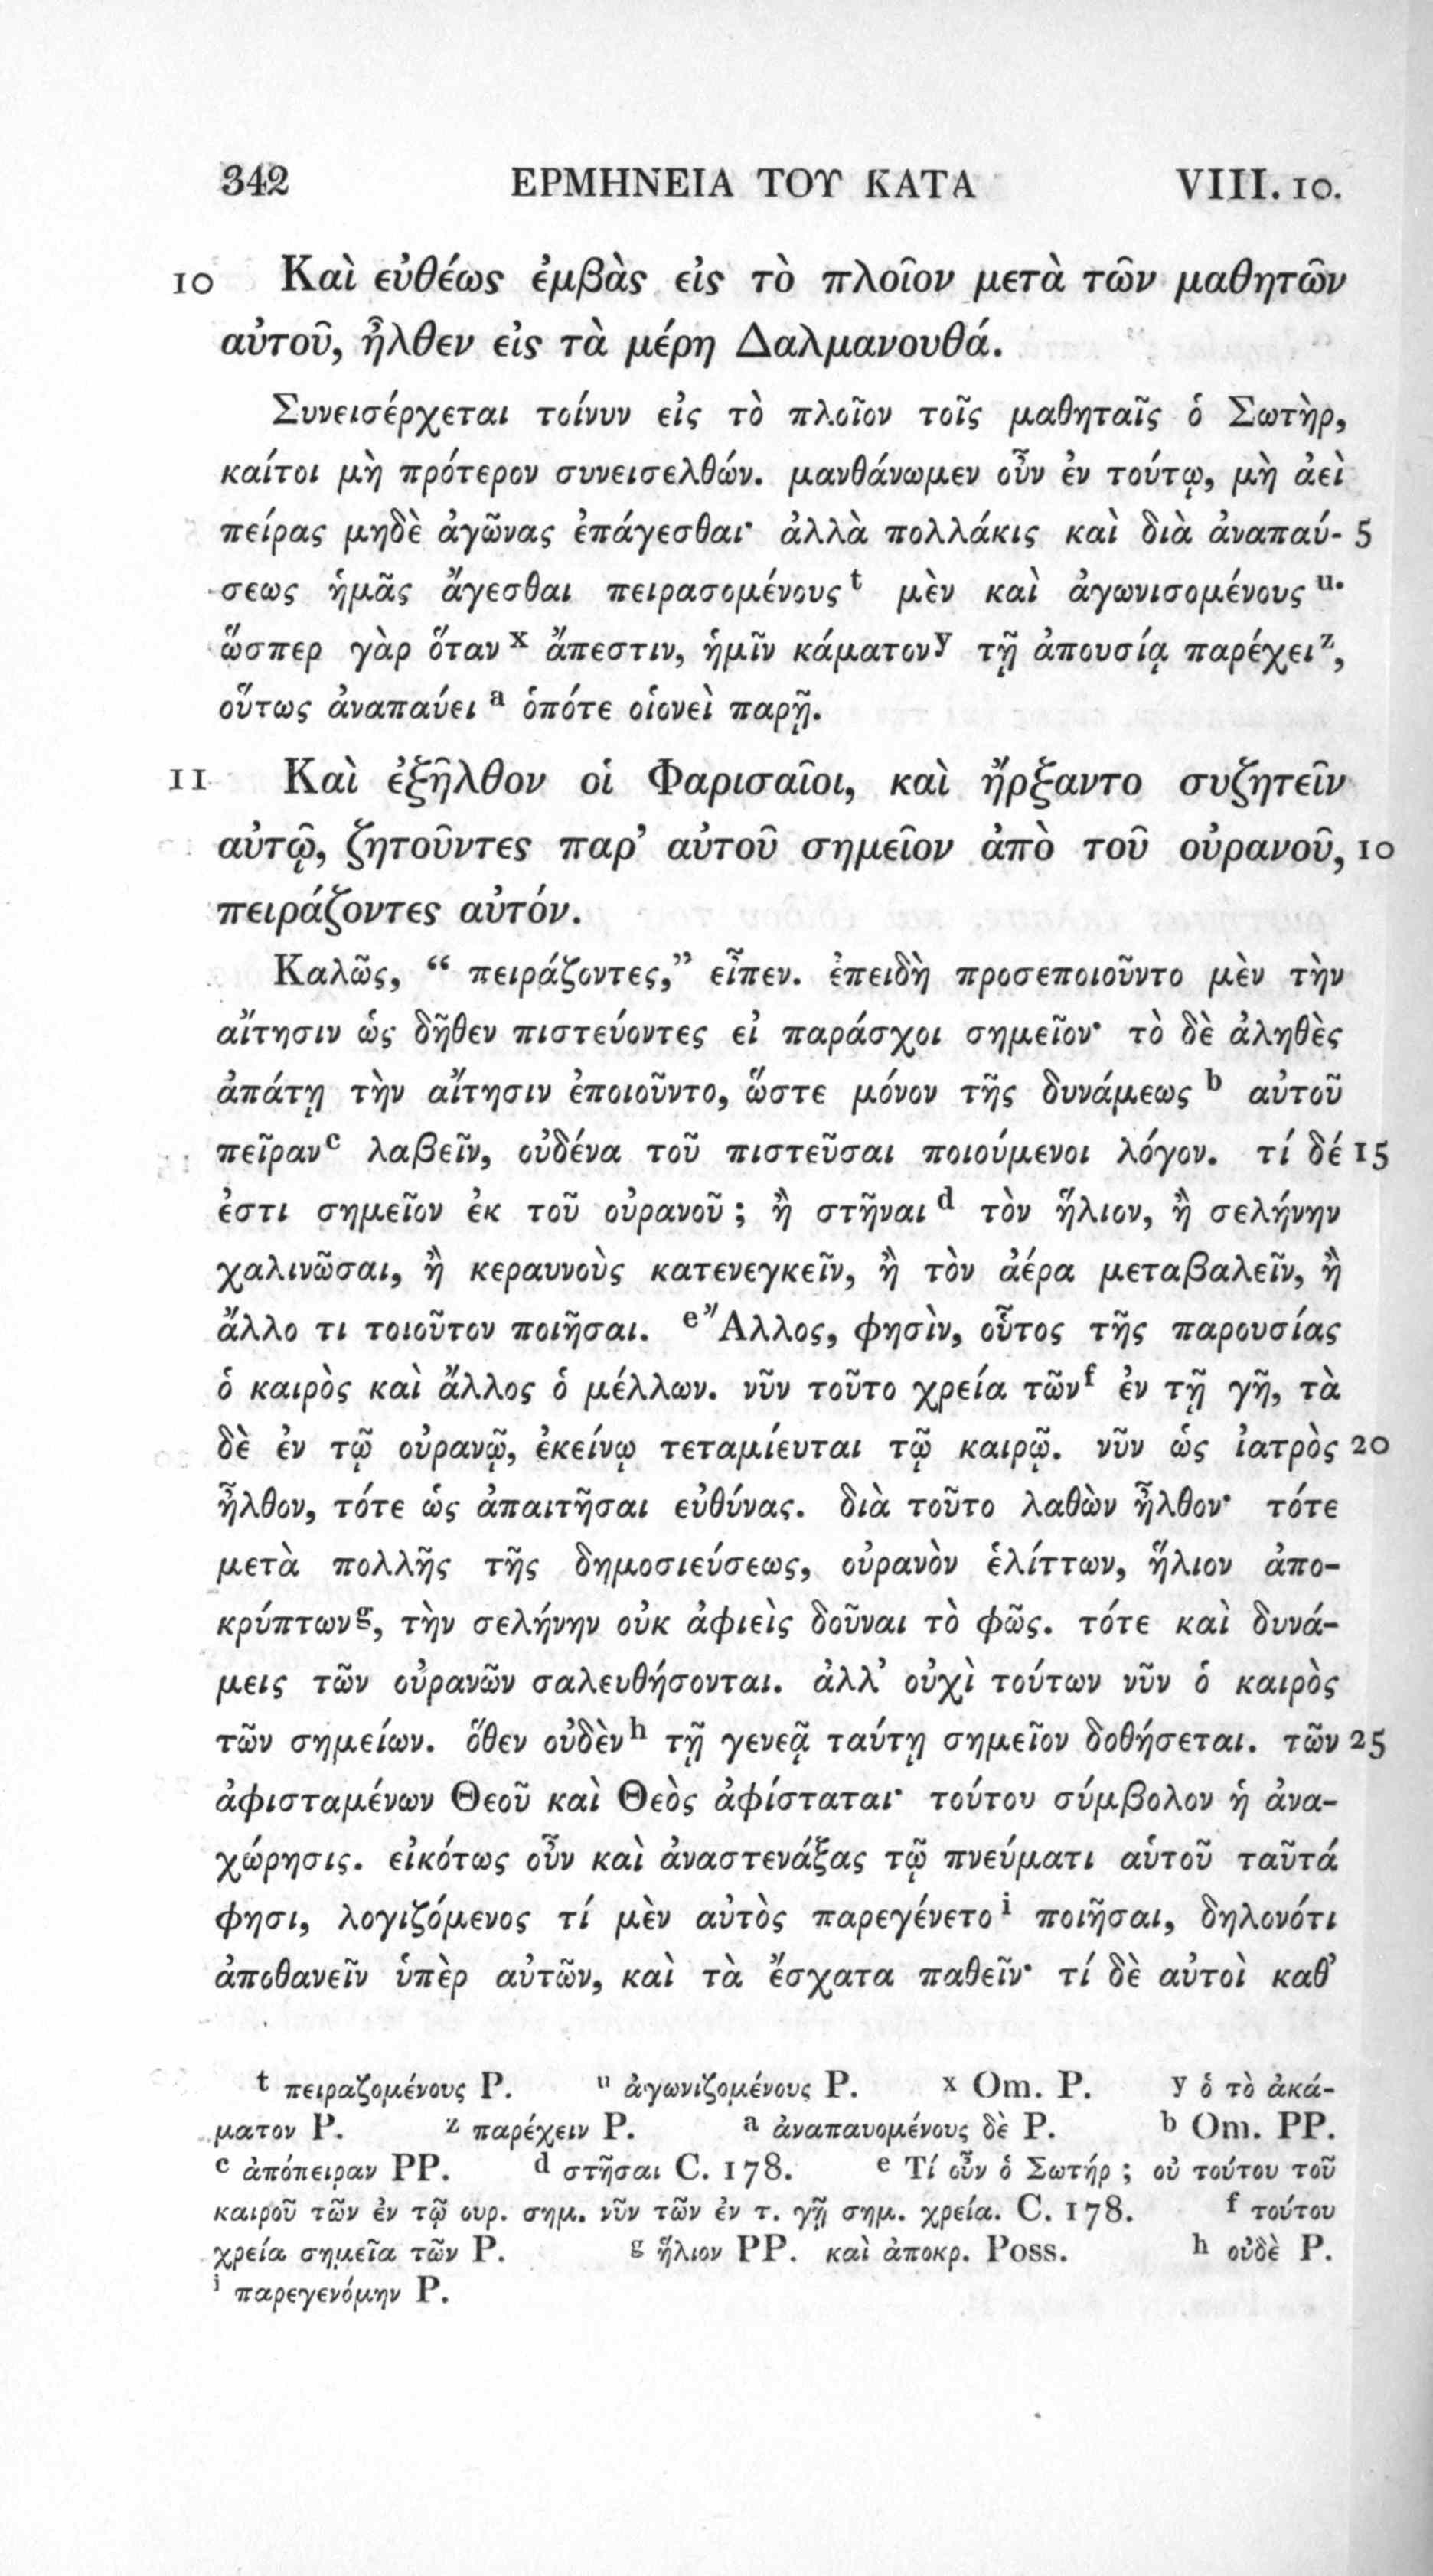 342 ΕΡΜΗΝΕΙΑ ΤΟΥ ΚΑΤΑ VIII. 10.
10 Καὶ εὐθέως ἐμβὰς εἰς τὸ πλοῖον μετὰ τῶν μαθητῶν
αὐτοῦ, ἦλθεν εἰς τὰ μέρη Δαλμανουθά.
Συνεισέρχεται τοίνυν εἰς τὸ πλοῖον τοῖς μαθηταῖς ὁ Σωτὴρ,
καίτοι μὴ πρότερον συνεισελθών. μανθάνωμεν οὖν ἐν τούτῳ, μὴ ἀεὶ
πείρας μηδὲ ἀγῶνας ἐπάγεσθαι· ἀλλὰ πολλάκις καὶ διὰ ἀναπαύ- 5
σεως ἡμᾶς ἄγεσθαι πειρασομένους t μὲν καὶ ἀγωνισομένους u·
ὥσπερ γὰρ ὅταν x ἄπεστιν, ἡμῖν κάματον y τῇ ἀπουσίᾳ παρέχει z,
οὕτως ἀναπαύει a ὁπότε οἱονεὶ παρῇ.
11 Καὶ ἐξῆλθον οἱ Φαρισαῖοι, καὶ ἤρξαντο συζητεῖν
αὐτῷ, ζητοῦντες παρ’ αὐτοῦ σημεῖον ἀπὸ τοῦ οὐρανοῦ, 10
πειράζοντες αὐτόν.
Καλῶς, “ πειράζοντες,” εἶπεν. ἐπειδὴ προσεποιοῦντο μὲν τὴν
αἴτησιν ὡς δῆθεν πιστεύοντες εἰ παράσχοι σημεῖον· τὸ δὲ ἀληθὲς
ἀπάτῃ τὴν αἴτησιν ἐποιοῦντο, ὥστε μόνον τῆς δυνάμεως b αὐτοῦ
πεῖραν c λαβεῖν, οὐδένα τοῦ πιστεῦσαι ποιούμενοι λόγον. τί δέ 15
ἐστι σημεῖον ἐκ τοῦ οὐρανοῦ ; ἢ στῆναι d τὸν ἥλιον, ἢ σελήνην
χαλινῶσαι, ἢ κεραυνοὺς κατενεγκεῖν, ἢ τὸν ἀέρα μεταβαλεῖν, ἢ
ἄλλο τι τοιοῦτον ποιῆσαι. e Ἄλλος, φησὶν, οὗτος τῆς παρουσίας
ὁ καιρὸς καὶ ἄλλος ὁ μέλλων. νῦν τοῦτο χρεία τῶν f ἐν τῇ γῇ, τὰ
δὲ ἐν τῷ οὐρανῷ, ἐκείνῳ τεταμίευται τῷ καιρῷ. νῦν ὡς ἰατρὸς 20
ἦλθον, τότε ὡς ἀπαιτῆσαι εὐθύνας. διὰ τοῦτο λαθὼν ἦλθον· τότε
μετὰ πολλῆς τῆς δημοσιεύσεως, οὐρανὸν ἑλίττων, ἥλιον ἀπο-
κρύπτων g, τὴν σελήνην οὐκ ἀφιεὶς δοῦναι τὸ φῶς. τότε καὶ δυνά-
μεις τῶν οὐρανῶν σαλευθήσονται. ἀλλ’ οὐχὶ τούτων νῦν ὁ καιρὸς
τῶν σημείων. ὅθεν οὐδὲν h τῇ γενεᾷ ταύτῃ σημεῖον δοθήσεται. τῶν 25
ἀφισταμένων Θεοῦ καὶ Θεὸς ἀφίσταται· τούτου σύμβολον ἡ ἀνα-
χώρησις. εἰκότως οὖν καὶ ἀναστενάξας τῷ πνεύματι αὑτοῦ ταῦτά
φησι, λογιζόμενος τί μὲν αὐτὸς παρεγένετο i ποιῆσαι, δηλονότι
ἀποθανεῖν ὑπὲρ αὐτῶν, καὶ τὰ ἔσχατα παθεῖν· τί δὲ αὐτοὶ καθ’
t πειραζομένους P. u ἀγωνιζομένους P. x Om. P. y ὁ τὸ ἀκά-
ματον P. z παρέχειν P. a ἀναπαυομένους δὲ P. b Om. PP.
c ἀπόπειραν PP. d στῆσαι C. 178. e Τί οὖν ὁ Σωτήρ ; οὐ τούτου τοῦ
καιροῦ τῶν ἐν τῷ ουρ. σημ. νῦν τῶν ἐν τ. γῇ σημ. χρεία. C. 178. f τούτου
χρεία σημεῖα τῶν P. g ἥλιον PP. καὶ ἀποκρ. Poss. h οὐδὲ P.
i παρεγενόμην P.